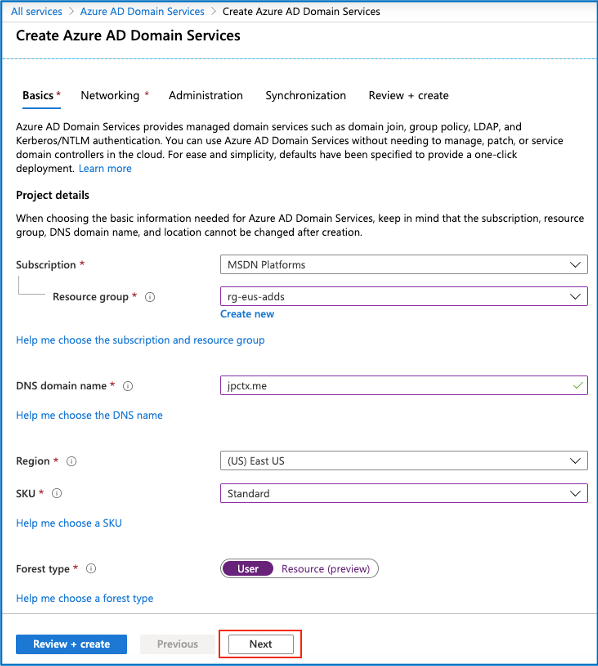 All services > Azure AD Domain Services > Create Azure AD Domain Services
Create Azure AD Domain Services
Basics * Networking * Administration Synchronization Review + create
Azure AD Domain Services provides managed domain services such as domain join, group policy, LDAP, and
Kerberos/NTLM authentication. You can use Azure AD Domain Services without needing to manage, patch, or service
domain controllers in the cloud. For ease and simplicity, defaults have been specified to provide a one-click
deployment. Learn more
Project details
When choosing the basic information needed for Azure AD Domain Services, keep in mind that the subscription, resource
group, DNS domain name, and location cannot be changed after creation.
Subscription * MSDN Platforms
Resource group * rg-eus-adds
Create new
Help me choose the subscription and resource group
DNS domain name * jpctx.me
Help me choose the DNS name
Region * (US) East US
SKU * Standard
Help me choose a SKU
Forest type * User Resource (preview)
Help me choose a forest type
Review + create Previous Next